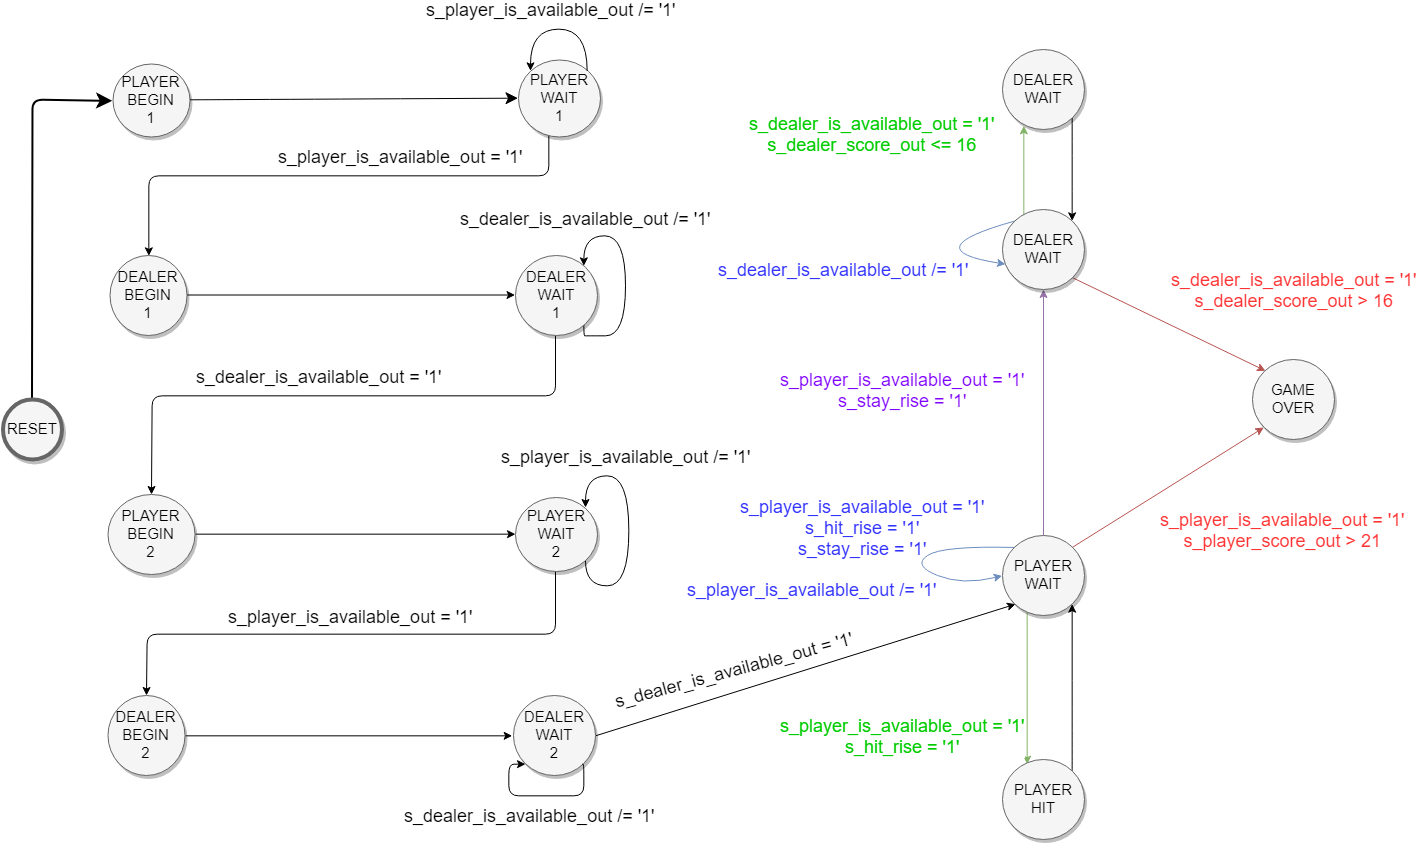 s_player_is_available_out /= '1'
PLAYER
BEGIN
1
PLAYER
WAIT
1
s_player_is_available_out = '1'
s_dealer_is_available_out /= '1'
DEALER
BEGIN
1
DEALER
WAIT
1
s_dealer_is_available_out = '1'
RESET
s_player_is_available_out /= '1'
PLAYER
BEGIN
2
PLAYER
WAIT
2
s_player_is_available_out = '1'
DEALER
BEGIN
2
DEALER
WAIT
2
s_dealer_is_available_out /= '1'
s_dealer_is_available_out = '1'
DEALER
WAIT
s_dealer_is_available_out = '1'
s_dealer_score_out <= 16
DEALER
WAIT
s_dealer_is_available_out /= '1'
s_dealer_is_available_out = '1'
s_dealer_score_out > 16
s_player_is_available_out = '1'
s_stay_rise = '1'
GAME
OVER
s_player_is_available_out = '1'
s_hit_rise = '1'
s_stay_rise = '1'
s_player_is_available_out /= '1'
PLAYER
WAIT
s_player_is_available_out = '1'
s_player_score_out > 21
s_player_is_available_out = '1'
s_hit_rise = '1'
PLAYER
HIT